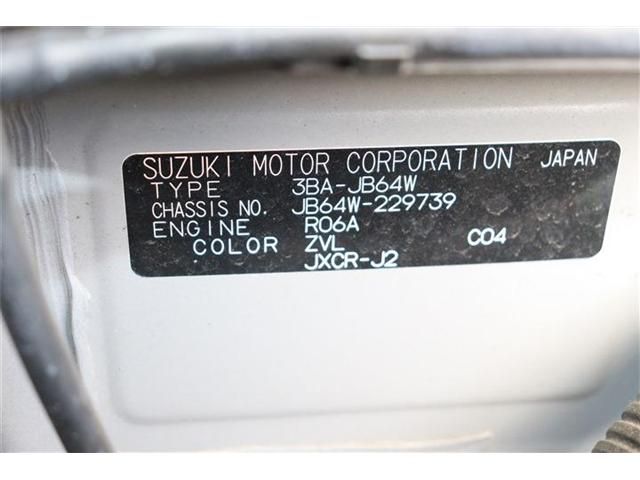 SUZUKI MOTOR CORPORATION JAPAN
TYPE 3BA-JB64W
CHASSIS NO. JB64W-229739
ENGINE R06A
COLOR ZVL C04
JXCR-J2